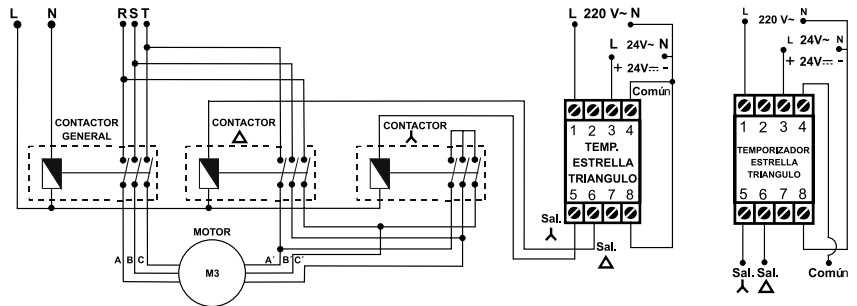 L N R S T
CONTACTOR
GENERAL
CONTACTOR
Δ
CONTACTOR
MOTOR
M3
A B C
A´ B´ C´
L 220 V~ N
L 24V~ N
+ 24V⎓ -
Común
1 2 3 4
TEMP.
ESTRELLA
TRIANGULO
5 6 7 8
Sal.
Sal.
Δ
L 220 V~ N
L 24V~ N
+ 24V⎓ -
1 2 3 4
TEMPORIZADOR
ESTRELLA
TRIANGULO
5 6 7 8
Sal. Sal.
Δ
Común